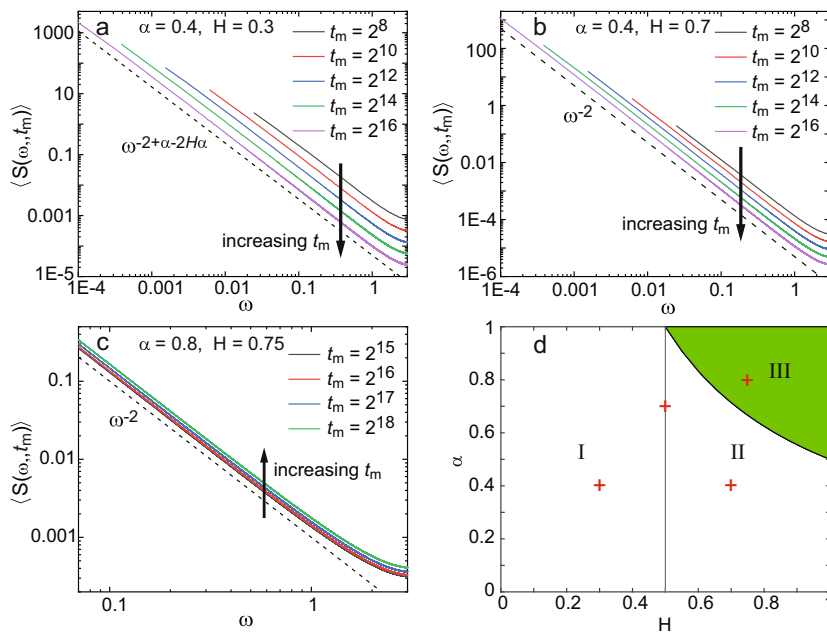 a
α = 0.4, H = 0.3
t_m = 2^8
t_m = 2^10
t_m = 2^12
t_m = 2^14
t_m = 2^16
ω^-2+α-2Hα
increasing t_m
⟨S(ω,,t_m)⟩
1000
10
0.1
0.001
1E-5
1E-4
0.001
0.01
0.1
1
ω
b
α = 0.4, H = 0.7
t_m = 2^8
t_m = 2^10
t_m = 2^12
t_m = 2^14
t_m = 2^16
ω^-2
increasing t_m
⟨S(ω,,t_m)⟩
100
1
0.01
1E-4
1E-6
1E-4
0.001
0.01
0.1
1
ω
c
α = 0.8, H = 0.75
t_m = 2^15
t_m = 2^16
t_m = 2^17
t_m = 2^18
ω^-2
increasing t_m
⟨S(ω,,t_m)⟩
0.1
0.01
0.001
0.1
1
ω
d
I
II
III
α
1
0.8
0.6
0.4
0.2
0
0
0.2
0.4
0.6
0.8
H